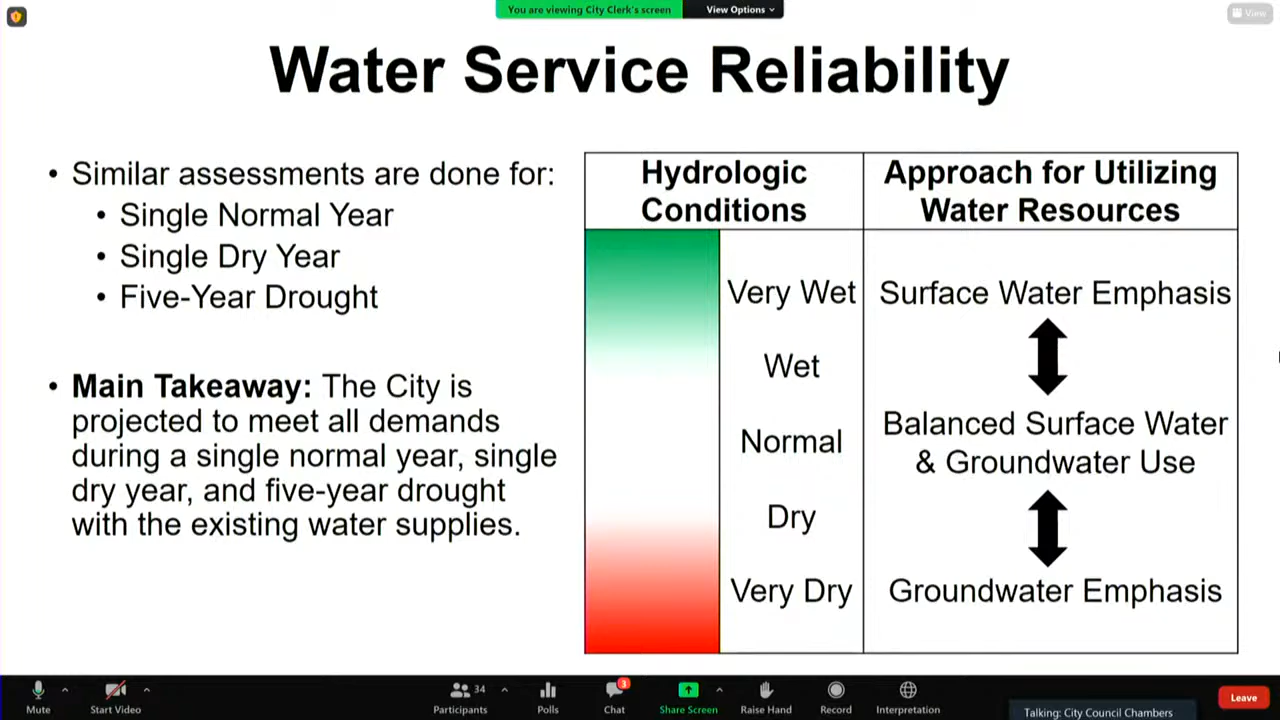 You are viewing City Clerk's screen
View Options
View
Water Service Reliability
• Similar assessments are done for:
• Single Normal Year
• Single Dry Year
• Five-Year Drought
• Main Takeaway: The City is
projected to meet all demands
during a single normal year, single
dry year, and five-year drought
with the existing water supplies.
Hydrologic
Conditions
Approach for Utilizing
Water Resources
Very Wet
Surface Water Emphasis
Wet
Normal
Balanced Surface Water
& Groundwater Use
Dry
Very Dry
Groundwater Emphasis
Mute
Start Video
34
Participants
Polls
3
Chat
Share Screen
Raise Hand
Record
Interpretation
Talking: City Council Chambers
Leave